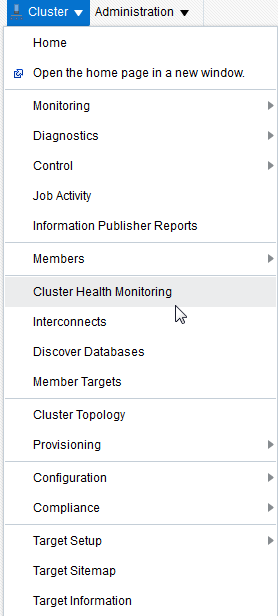 Cluster Administration
Home
Open the home page in a new window.
Monitoring
Diagnostics
Control
Job Activity
Information Publisher Reports
Members
Cluster Health Monitoring
Interconnects
Discover Databases
Member Targets
Cluster Topology
Provisioning
Configuration
Compliance
Target Setup
Target Sitemap
Target Information